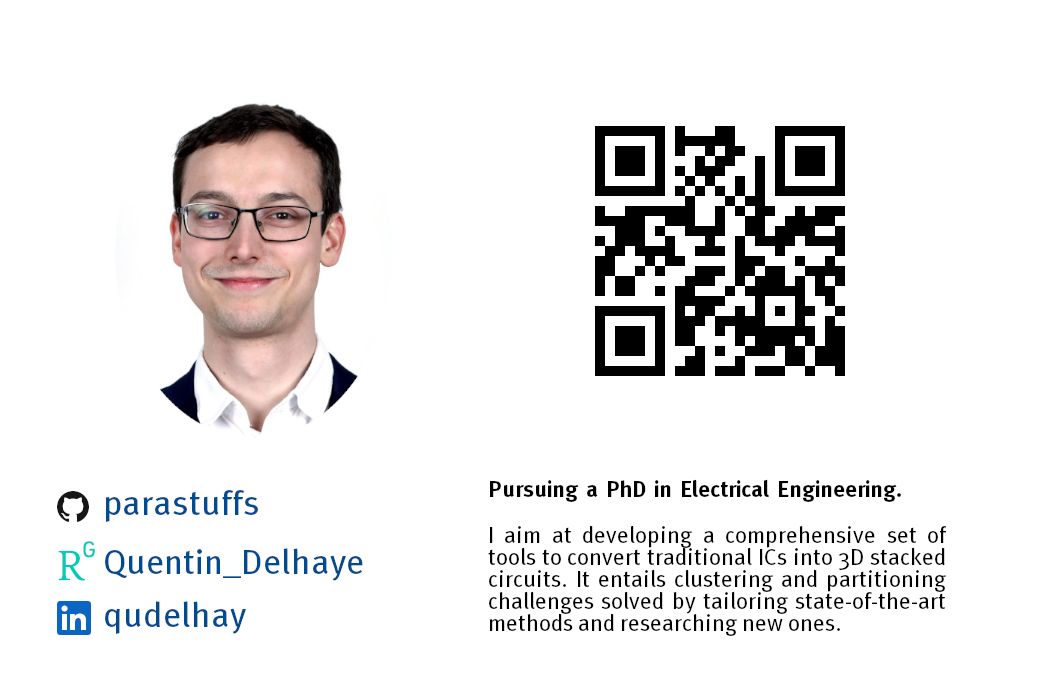 parastuffs
RG Quentin_Delhaye
in qudelhay
Pursuing a PhD in Electrical Engineering.
I aim at developing a comprehensive set of
tools to convert traditional ICs into 3D stacked
circuits. It entails clustering and partitioning
challenges solved by tailoring state-of-the-art
methods and researching new ones.